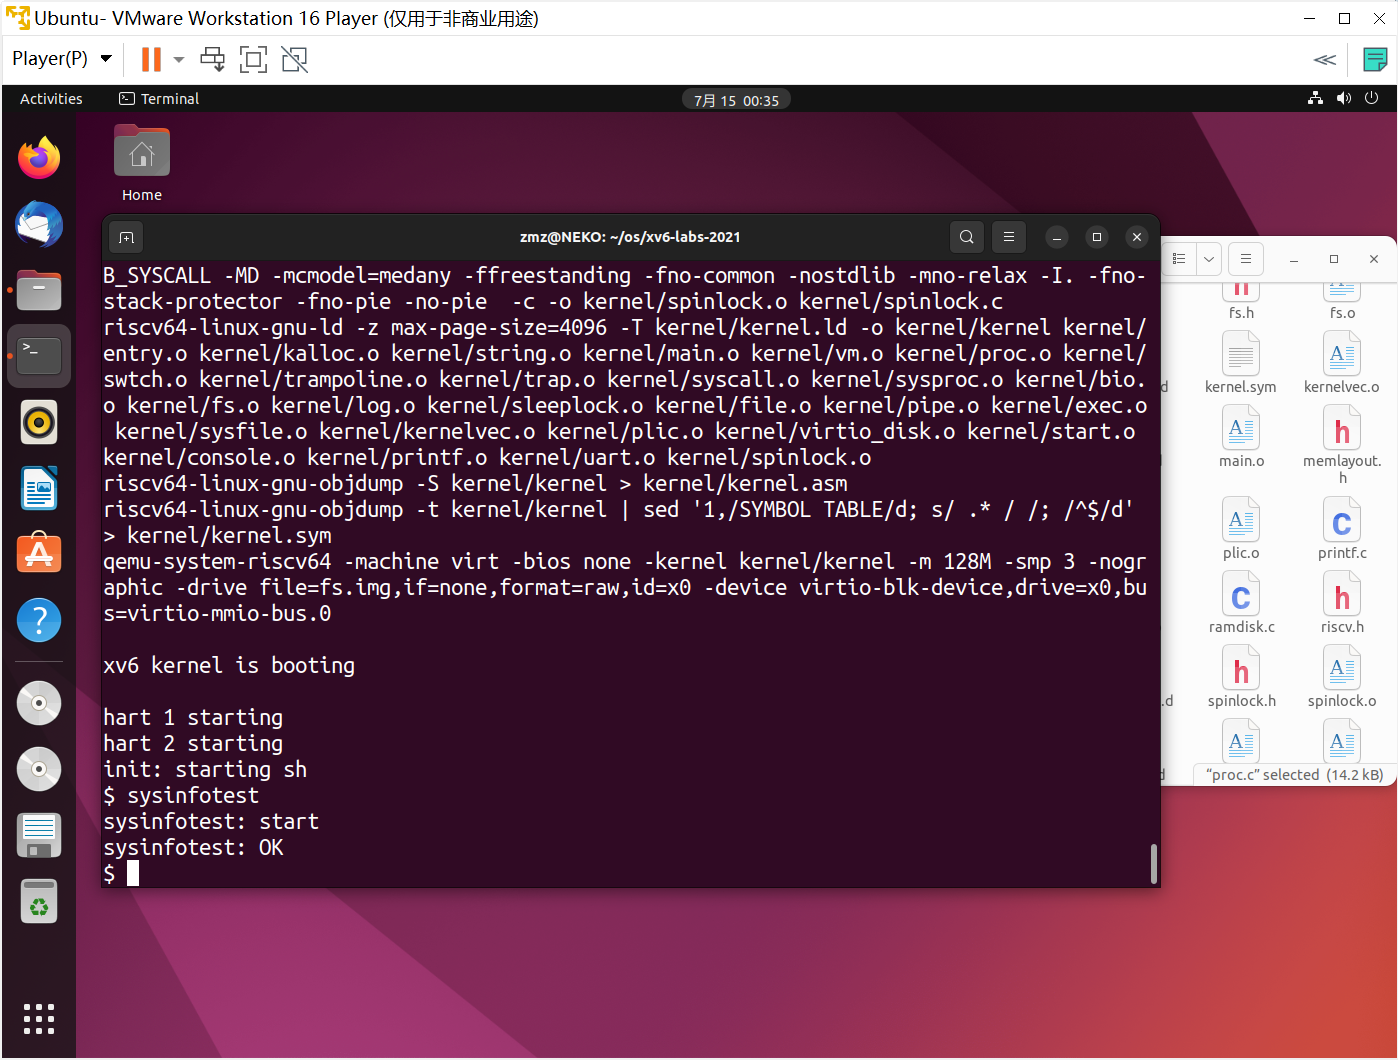 Ubuntu- VMware Workstation 16 Player (仅用于非商业用途)
Player(P)
Activities
Terminal
7月 15 00:35
Home
zmz@NEKO: ~/os/xv6-labs-2021
B_SYSCALL -MD -mcmodel=medany -ffreestanding -fno-common -nostdlib -mno-relax -I. -fno-
stack-protector -fno-pie -no-pie  -c -o kernel/spinlock.o kernel/spinlock.c
riscv64-linux-gnu-ld -z max-page-size=4096 -T kernel/kernel.ld -o kernel/kernel kernel/
entry.o kernel/kalloc.o kernel/string.o kernel/main.o kernel/vm.o kernel/proc.o kernel/
swtch.o kernel/trampoline.o kernel/trap.o kernel/syscall.o kernel/sysproc.o kernel/bio.
o kernel/fs.o kernel/log.o kernel/sleeplock.o kernel/file.o kernel/pipe.o kernel/exec.o
 kernel/sysfile.o kernel/kernelvec.o kernel/plic.o kernel/virtio_disk.o kernel/start.o
kernel/console.o kernel/printf.o kernel/uart.o kernel/spinlock.o
riscv64-linux-gnu-objdump -S kernel/kernel > kernel/kernel.asm
riscv64-linux-gnu-objdump -t kernel/kernel | sed '1,/SYMBOL TABLE/d; s/ .* / /; /^$/d'
> kernel/kernel.sym
qemu-system-riscv64 -machine virt -bios none -kernel kernel/kernel -m 128M -smp 3 -nogr
aphic -drive file=fs.img,if=none,format=raw,id=x0 -device virtio-blk-device,drive=x0,bu
s=virtio-mmio-bus.0
xv6 kernel is booting
hart 1 starting
hart 2 starting
init: starting sh
$ sysinfotest
sysinfotest: start
sysinfotest: OK
$
fs.h
fs.o
d
kernel.sym
kernelvec.o
main.o
memlayout.
h
plic.o
printf.c
ramdisk.c
riscv.h
.d
spinlock.h
spinlock.o
d
“proc.c” selected (14.2 kB)